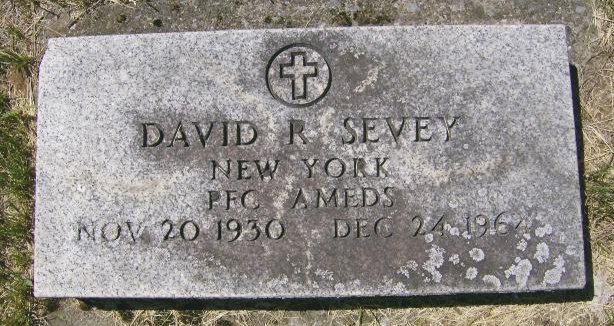 DAVID R SEVEY
NEW YORK
PFC AMEDS
NOV 20 1930 DEC 24 1964